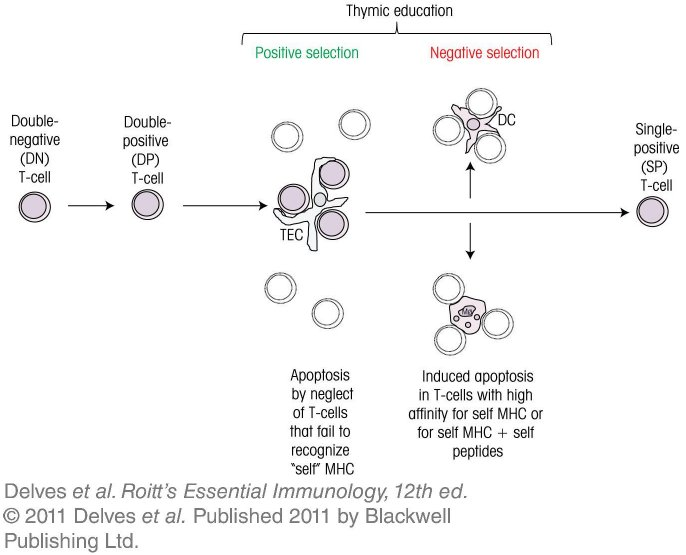 Thymic education
Positive selection
Negative selection
Double-
negative
(DN)
T-cell
Double-
positive
(DP)
T-cell
TEC
DC
Mφ
Single-
positive
(SP)
T-cell
Apoptosis
by neglect
of T-cells
that fail to
recognize
"self" MHC
Induced apoptosis
in T-cells with high
affinity for self MHC or
for self MHC + self
peptides
Delves et al. Roitt's Essential Immunology, 12th ed.
© 2011 Delves et al. Published 2011 by Blackwell
Publishing Ltd.